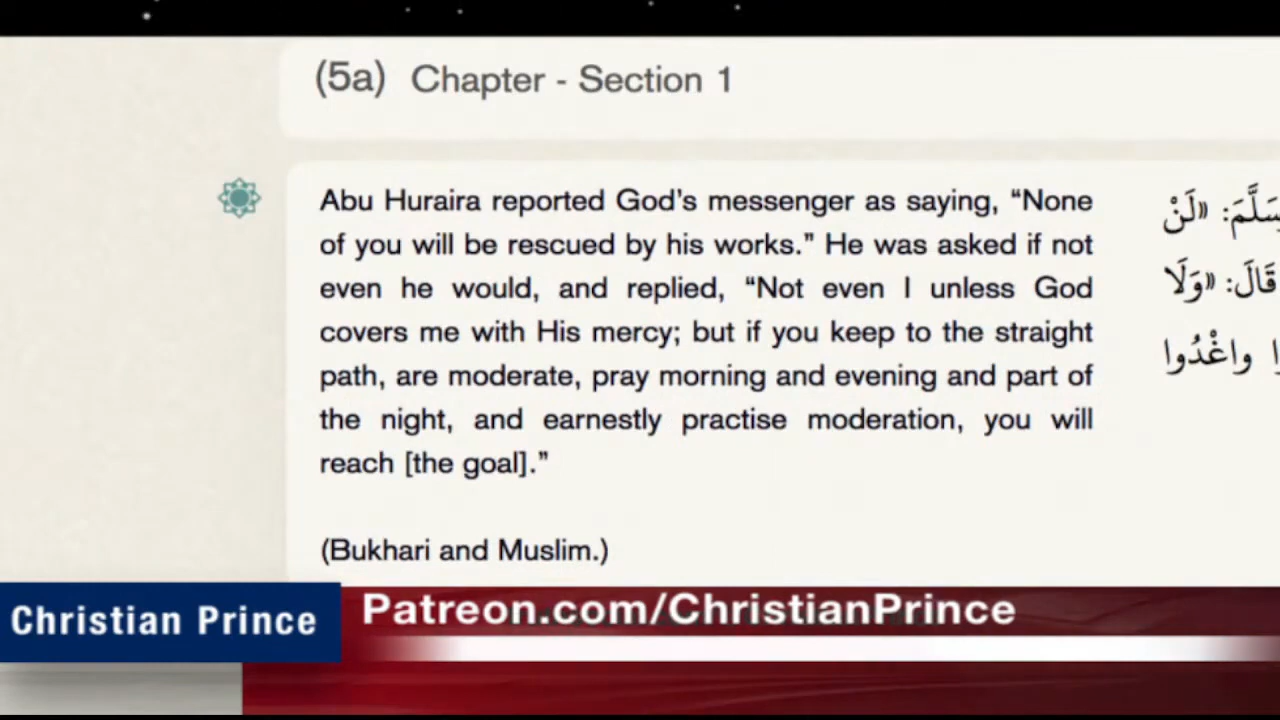 (5a) Chapter - Section 1
Abu Huraira reported God's messenger as saying, “None
of you will be rescued by his works.” He was asked if not
even he would, and replied, “Not even I unless God
covers me with His mercy; but if you keep to the straight
path, are moderate, pray morning and evening and part of
the night, and earnestly practise moderation, you will
reach [the goal].”
(Bukhari and Muslim.)
سَلَّمَ: «لَنْ
قَالَ: «وَلَا
واغْدُوا
Christian Prince
Patreon.com/ChristianPrince